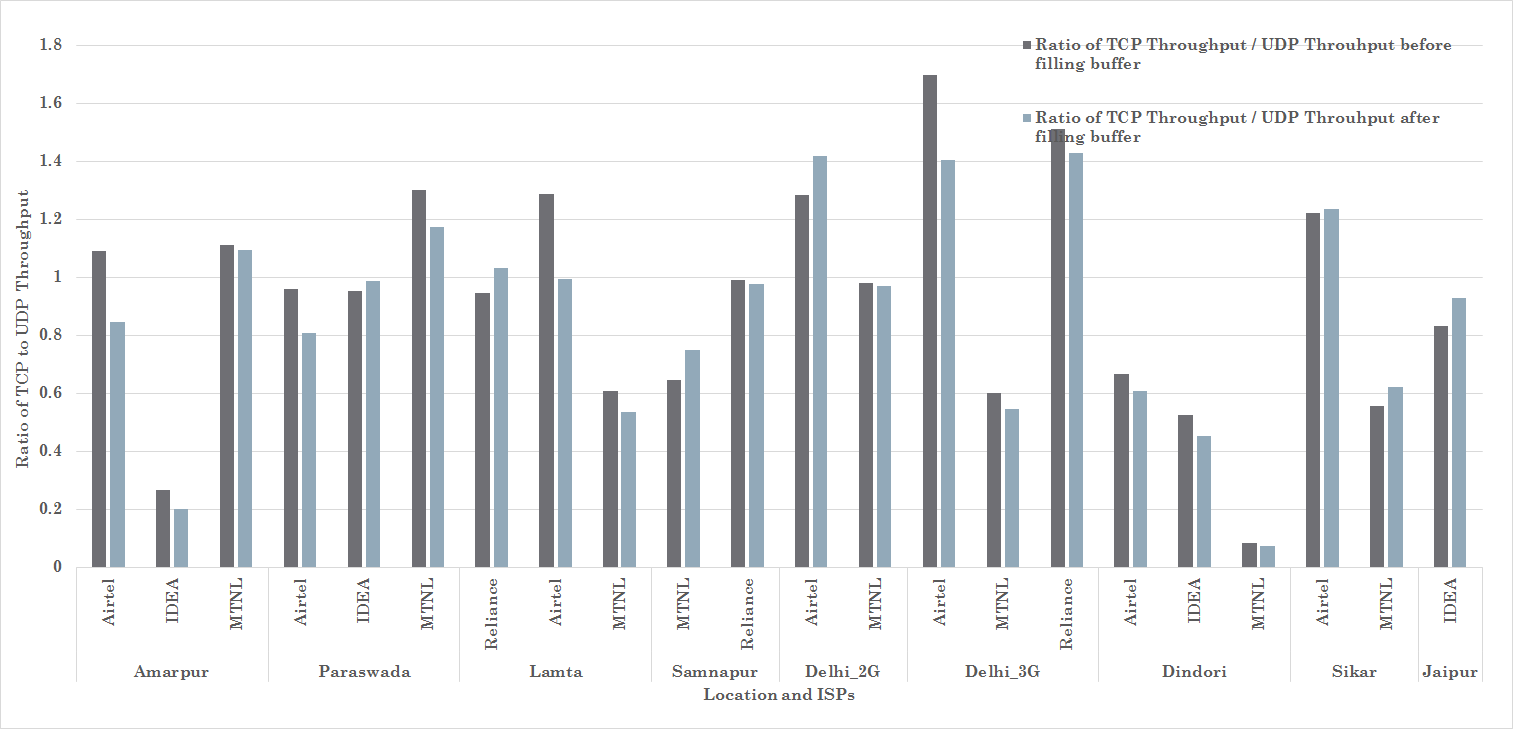 Ratio of TCP Throughput / UDP Throuhput before
filling buffer
Ratio of TCP Throughput / UDP Throuhput after
filling buffer
Ratio of TCP to UDP Throughput
1.8
1.6
1.4
1.2
1
0.8
0.6
0.4
0.2
0
Airtel
IDEA
MTNL
Airtel
IDEA
MTNL
Reliance
Airtel
MTNL
MTNL
Reliance
Airtel
MTNL
Airtel
MTNL
Reliance
Airtel
IDEA
MTNL
Airtel
MTNL
IDEA
Amarpur
Paraswada
Lamta
Samnapur
Delhi_2G
Delhi_3G
Dindori
Sikar
Jaipur
Location and ISPs